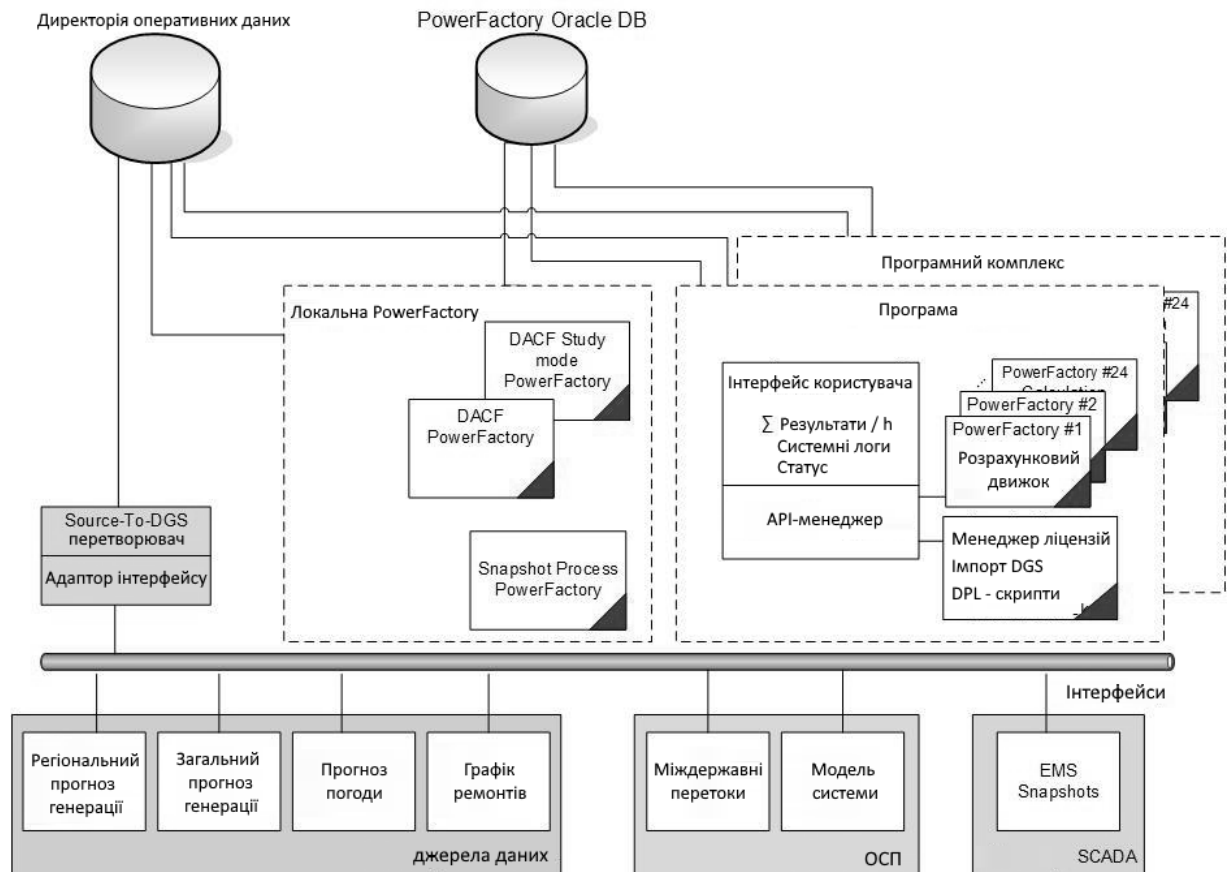 Директорія оперативних даних
PowerFactory Oracle DB
Програмний комплекс
#24
Локальна PowerFactory
DACF Study
mode
PowerFactory
DACF
PowerFactory
Snapshot Process
PowerFactory
Програма
Інтерфейс користувача
∑ Результати / h
Системні логи
Статус
API-менеджер
PowerFactory #24
PowerFactory #2
PowerFactory #1
Розрахунковий
движок
Менеджер ліцензій
Імпорт DGS
DPL - скрипти
Source-To-DGS
перетворювач
Адаптор інтерфейсу
Інтерфейси
Регіональний
прогноз
генерації
Загальний
прогноз
генерації
Прогноз
погоди
Графік
ремонтів
джерела даних
Міждержавні
перетоки
Модель
системи
ОСП
EMS
Snapshots
SCADA